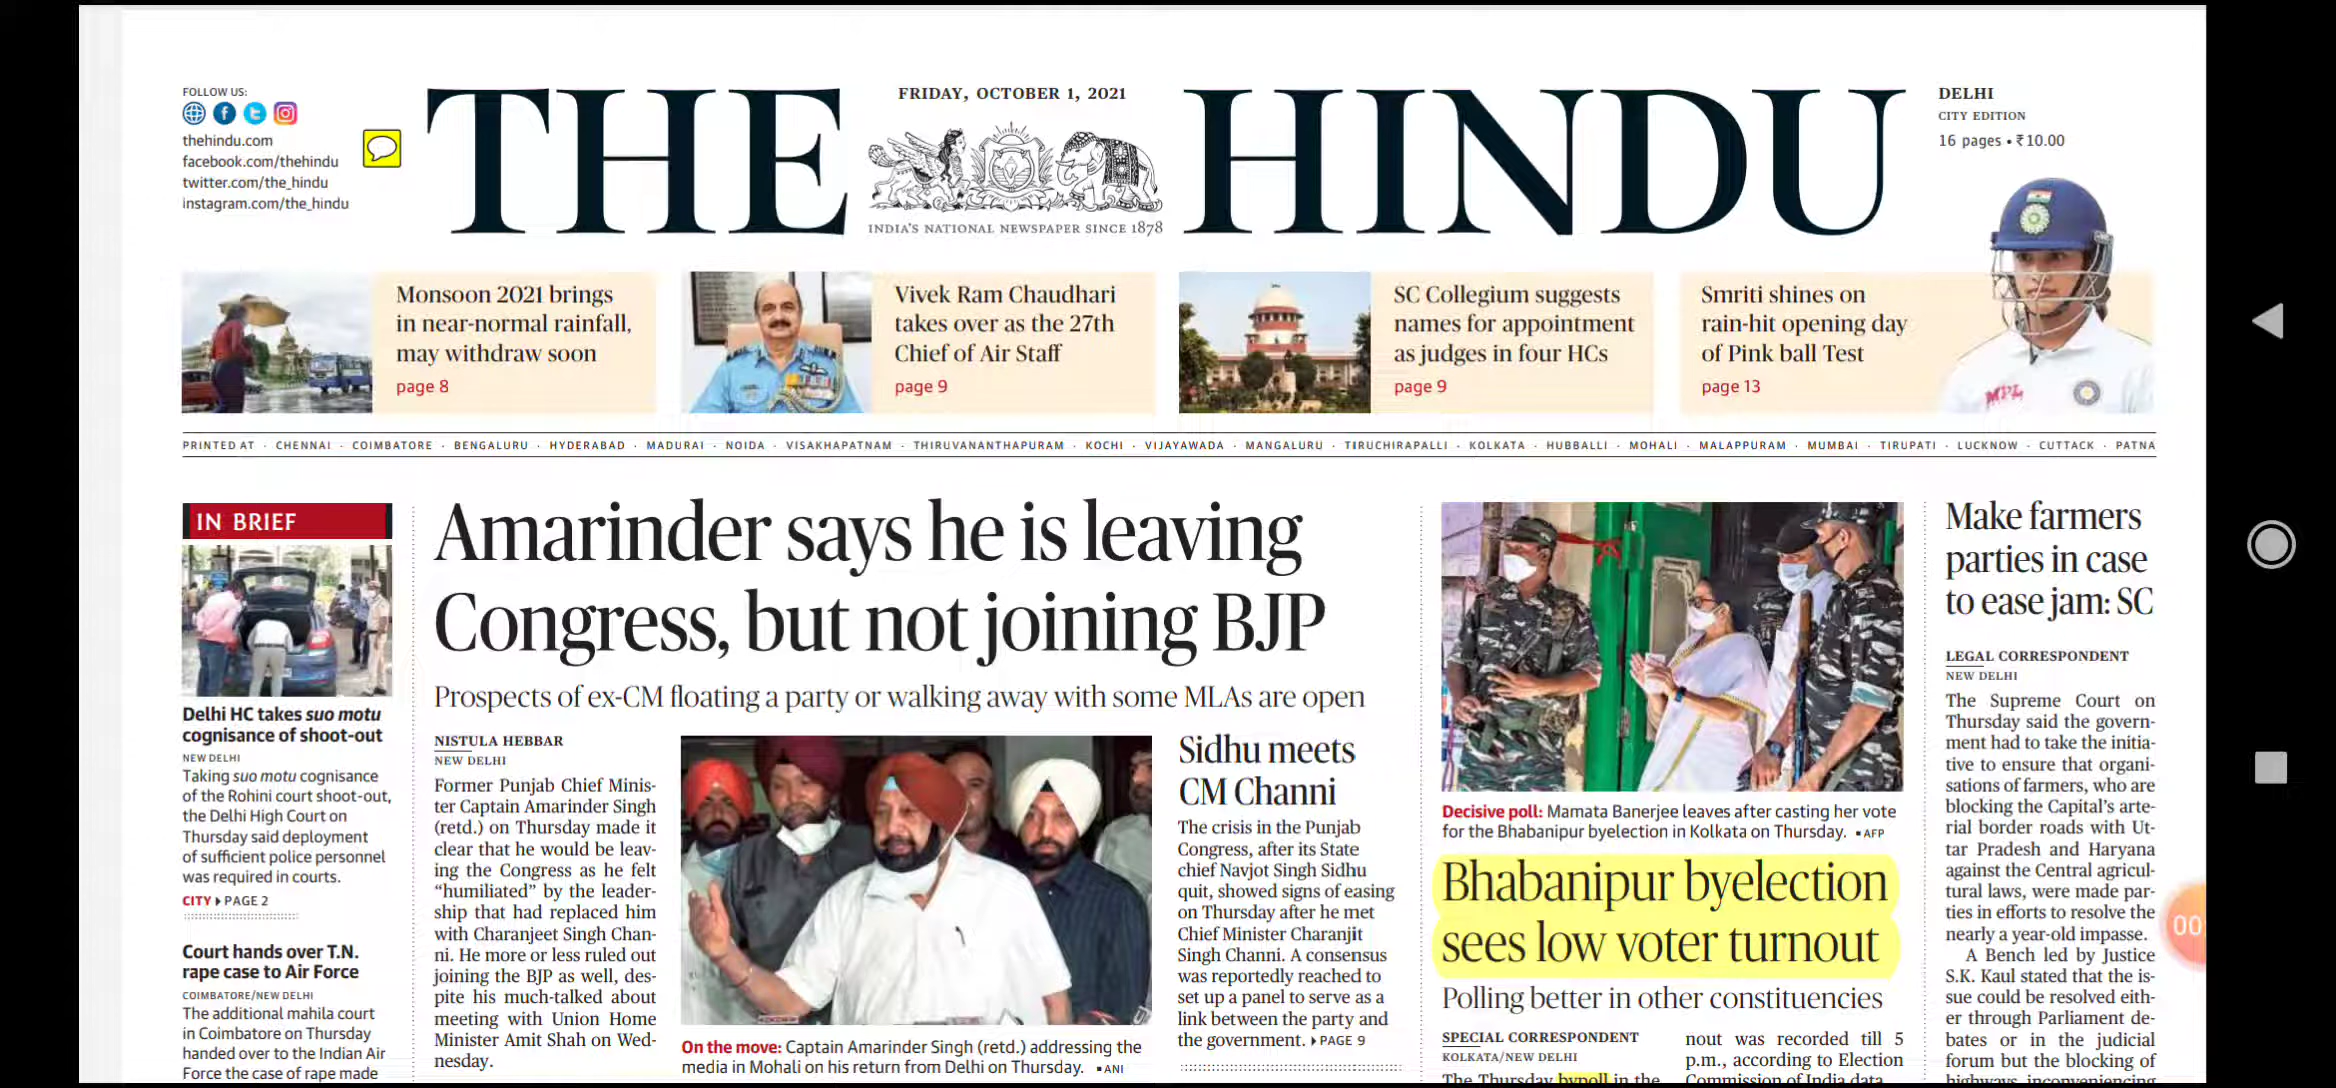 FOLLOW US:
thehindu.com
facebook.com/thehindu
twitter.com/the_hindu
instagram.com/the_hindu
THE HINDU
FRIDAY, OCTOBER 1, 2021
INDIA'S NATIONAL NEWSPAPER SINCE 1878
DELHI
CITY EDITION
16 pages • ₹10.00
Monsoon 2021 brings
in near-normal rainfall,
may withdraw soon
page 8
Vivek Ram Chaudhari
takes over as the 27th
Chief of Air Staff
page 9
SC Collegium suggests
names for appointment
as judges in four HCs
page 9
Smriti shines on
rain-hit opening day
of Pink ball Test
page 13
MPL
PRINTED AT · CHENNAI · COIMBATORE · BENGALURU · HYDERABAD · MADURAI · NOIDA · VISAKHAPATNAM · THIRUVANANTHAPURAM · KOCHI · VIJAYAWADA · MANGALURU · TIRUCHIRAPALLI · KOLKATA · HUBBALLI · MOHALI · MALAPPURAM · MUMBAI · TIRUPATI · LUCKNOW · CUTTACK · PATNA
IN BRIEF
Delhi HC takes suo motu
cognisance of shoot-out
NEW DELHI
Taking suo motu cognisance
of the Rohini court shoot-out,
the Delhi High Court on
Thursday said deployment
of sufficient police personnel
was required in courts.
CITY ▸ PAGE 2
Court hands over T.N.
rape case to Air Force
COIMBATORE/NEW DELHI
The additional mahila court
in Coimbatore on Thursday
handed over to the Indian Air
Force the case of rape made
Amarinder says he is leaving
Congress, but not joining BJP
Prospects of ex-CM floating a party or walking away with some MLAs are open
NISTULA HEBBAR
NEW DELHI
Former Punjab Chief Minis-
ter Captain Amarinder Singh
(retd.) on Thursday made it
clear that he would be leav-
ing the Congress as he felt
“humiliated” by the leader-
ship that had replaced him
with Charanjeet Singh Chan-
ni. He more or less ruled out
joining the BJP as well, des-
pite his much-talked about
meeting with Union Home
Minister Amit Shah on Wed-
nesday.
On the move: Captain Amarinder Singh (retd.) addressing the
media in Mohali on his return from Delhi on Thursday. ▪ ANI
Sidhu meets
CM Channi
The crisis in the Punjab
Congress, after its State
chief Navjot Singh Sidhu
quit, showed signs of easing
on Thursday after he met
Chief Minister Charanjit
Singh Channi. A consensus
was reportedly reached to
set up a panel to serve as a
link between the party and
the government. ▸ PAGE 9
Decisive poll: Mamata Banerjee leaves after casting her vote
for the Bhabanipur byelection in Kolkata on Thursday. ▪ AFP
Bhabanipur byelection
sees low voter turnout
Polling better in other constituencies
SPECIAL CORRESPONDENT
KOLKATA/NEW DELHI
The Thursday bypoll in the
nout was recorded till 5
p.m., according to Election
Commission of India data.
Make farmers
parties in case
to ease jam: SC
LEGAL CORRESPONDENT
NEW DELHI
The Supreme Court on
Thursday said the govern-
ment had to take the initia-
tive to ensure that organi-
sations of farmers, who are
blocking the Capital's arte-
rial border roads with Ut-
tar Pradesh and Haryana
against the Central agricul-
tural laws, were made par-
ties in efforts to resolve the
nearly a year-old impasse.
A Bench led by Justice
S.K. Kaul stated that the is-
sue could be resolved eith-
er through Parliament de-
bates or in the judicial
forum but the blocking of
highways, inconveniencing
00